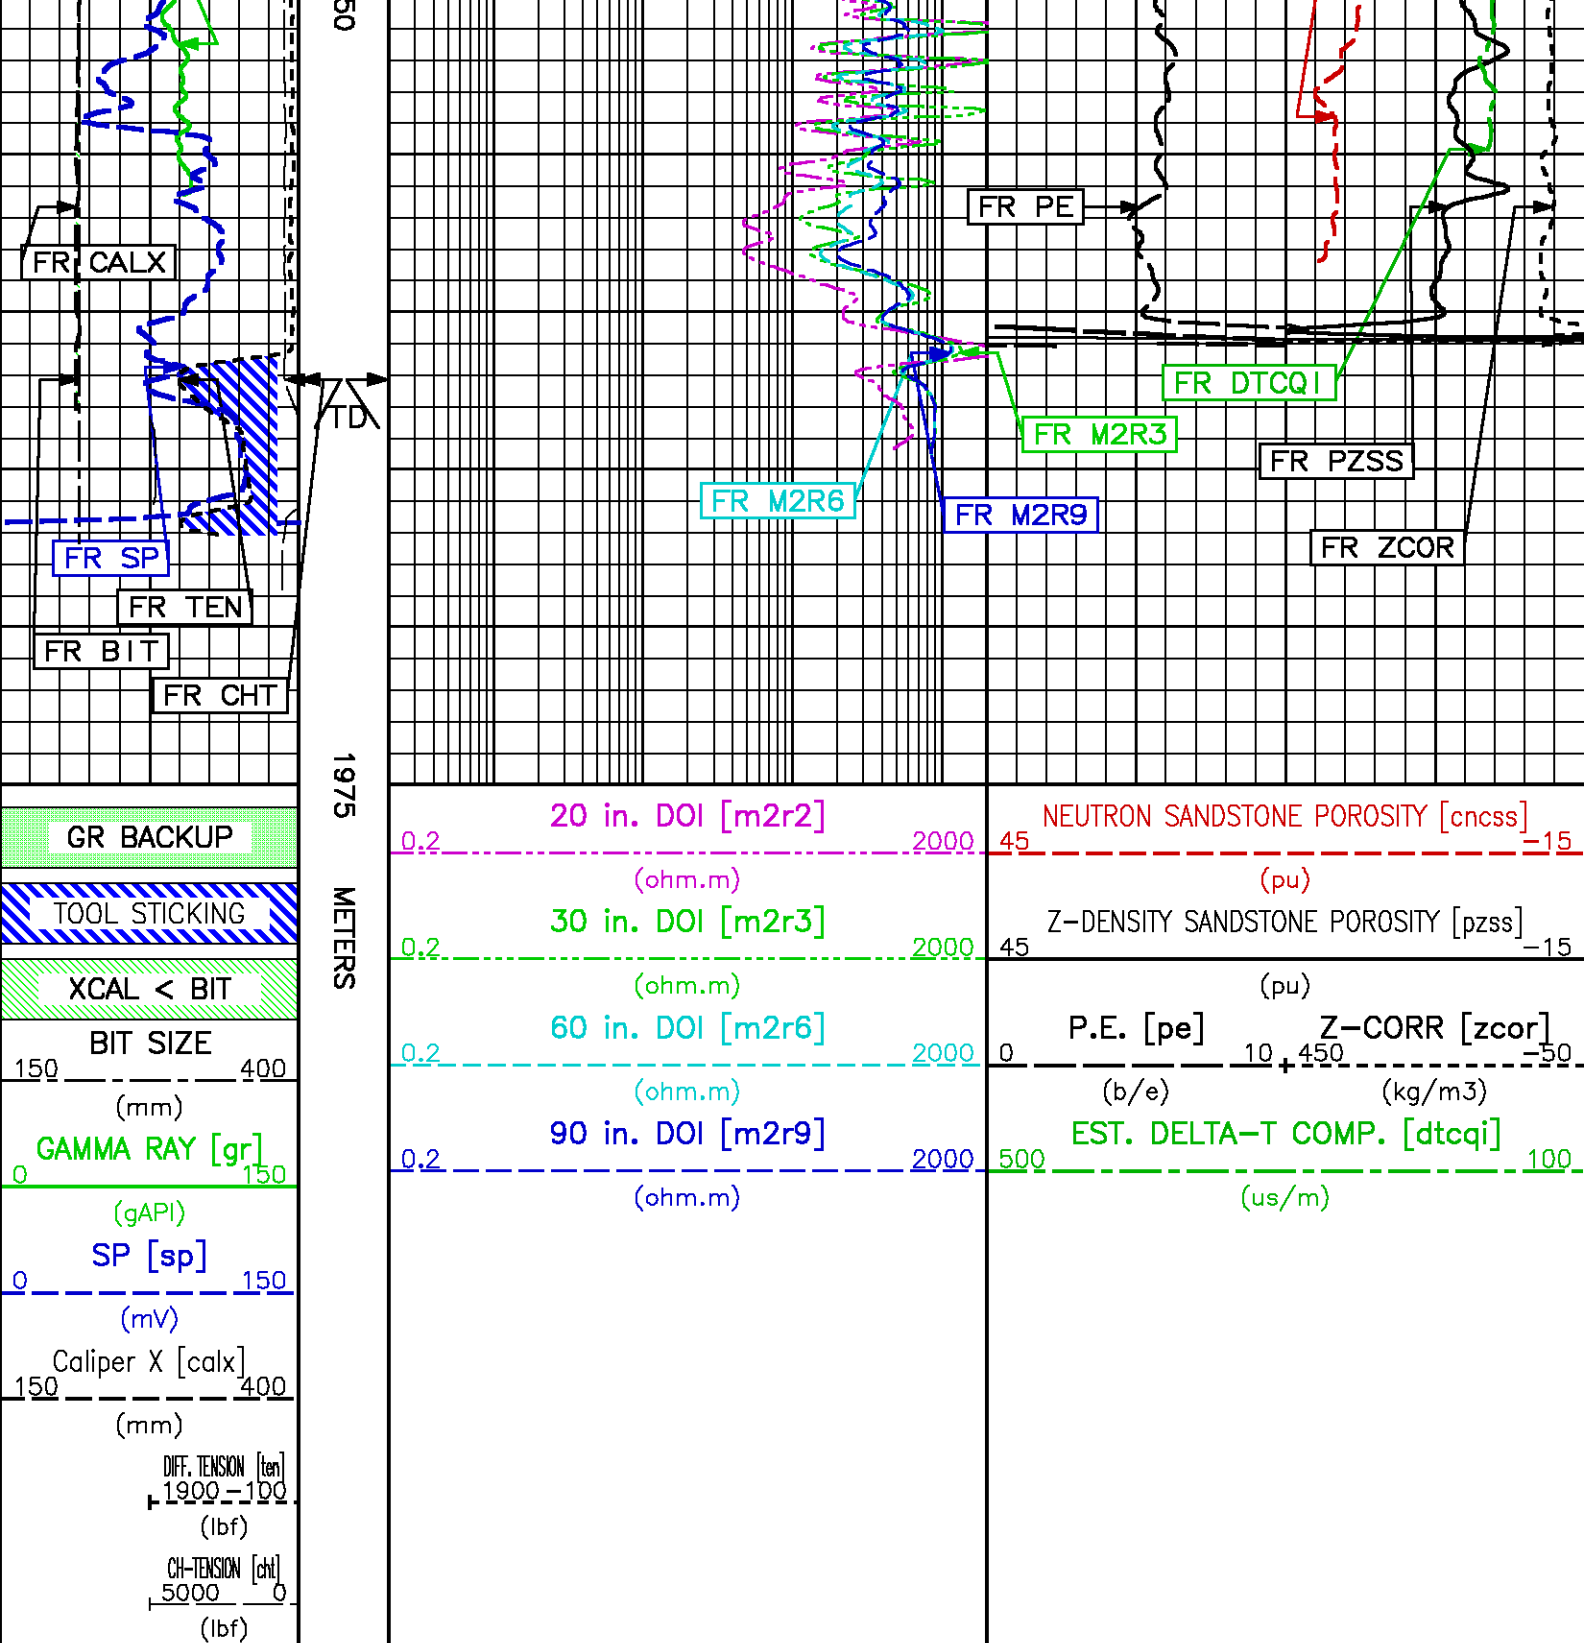 50
FR PE
FR CALX
FR DTCQI
TD
FR M2R3
FR PZSS
FR M2R6
FR M2R9
FR ZCOR
FR SP
FR TEN
FR BIT
FR CHT
1975
METERS
GR BACKUP
TOOL STICKING
XCAL < BIT
BIT SIZE
150 400
(mm)
GAMMA RAY [gr]
0 150
(gAPI)
SP [sp]
0 150
(mV)
Caliper X [calx]
150 400
(mm)
DIFF. TENSION [ten]
1900 -100
(lbf)
CH-TENSION [cht]
5000 0
(lbf)
20 in. DOI [m2r2]
0.2 2000
(ohm.m)
30 in. DOI [m2r3]
0.2 2000
(ohm.m)
60 in. DOI [m2r6]
0.2 2000
(ohm.m)
90 in. DOI [m2r9]
0.2 2000
(ohm.m)
NEUTRON SANDSTONE POROSITY [cncss]
45 -15
(pu)
Z-DENSITY SANDSTONE POROSITY [pzss]
45 -15
(pu)
P.E. [pe] Z-CORR [zcor]
0 10 450 -50
(b/e) (kg/m3)
EST. DELTA-T COMP. [dtcqi]
500 100
(us/m)